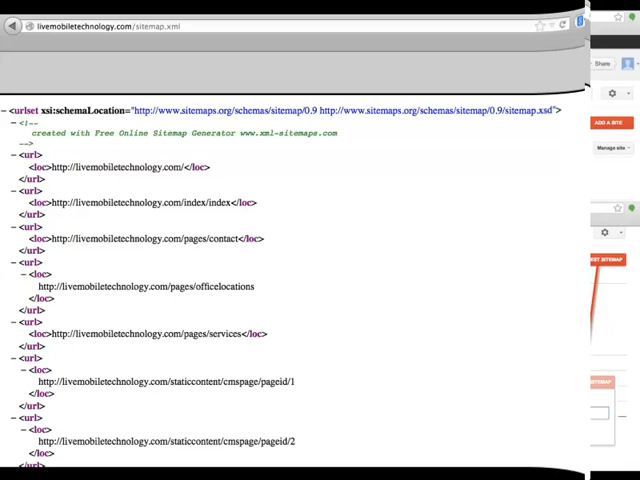 livemobiletechnology.com/sitemap.xml
Share
ADD A SITE
Manage site
− <urlset xsi:schemaLocation="http://www.sitemaps.org/schemas/sitemap/0.9 http://www.sitemaps.org/schemas/sitemap/0.9/sitemap.xsd">
− <!--
created with Free Online Sitemap Generator www.xml-sitemaps.com
-->
− <url>
<loc>http://livemobiletechnology.com/</loc>
</url>
− <url>
<loc>http://livemobiletechnology.com/index/index</loc>
</url>
− <url>
<loc>http://livemobiletechnology.com/pages/contact</loc>
</url>
− <url>
− <loc>
http://livemobiletechnology.com/pages/officelocations
</loc>
</url>
− <url>
<loc>http://livemobiletechnology.com/pages/services</loc>
</url>
− <url>
− <loc>
http://livemobiletechnology.com/staticcontent/cmspage/pageid/1
</loc>
</url>
− <url>
− <loc>
http://livemobiletechnology.com/staticcontent/cmspage/pageid/2
</loc>
</url>
EST SITEMAP
SITEMAP